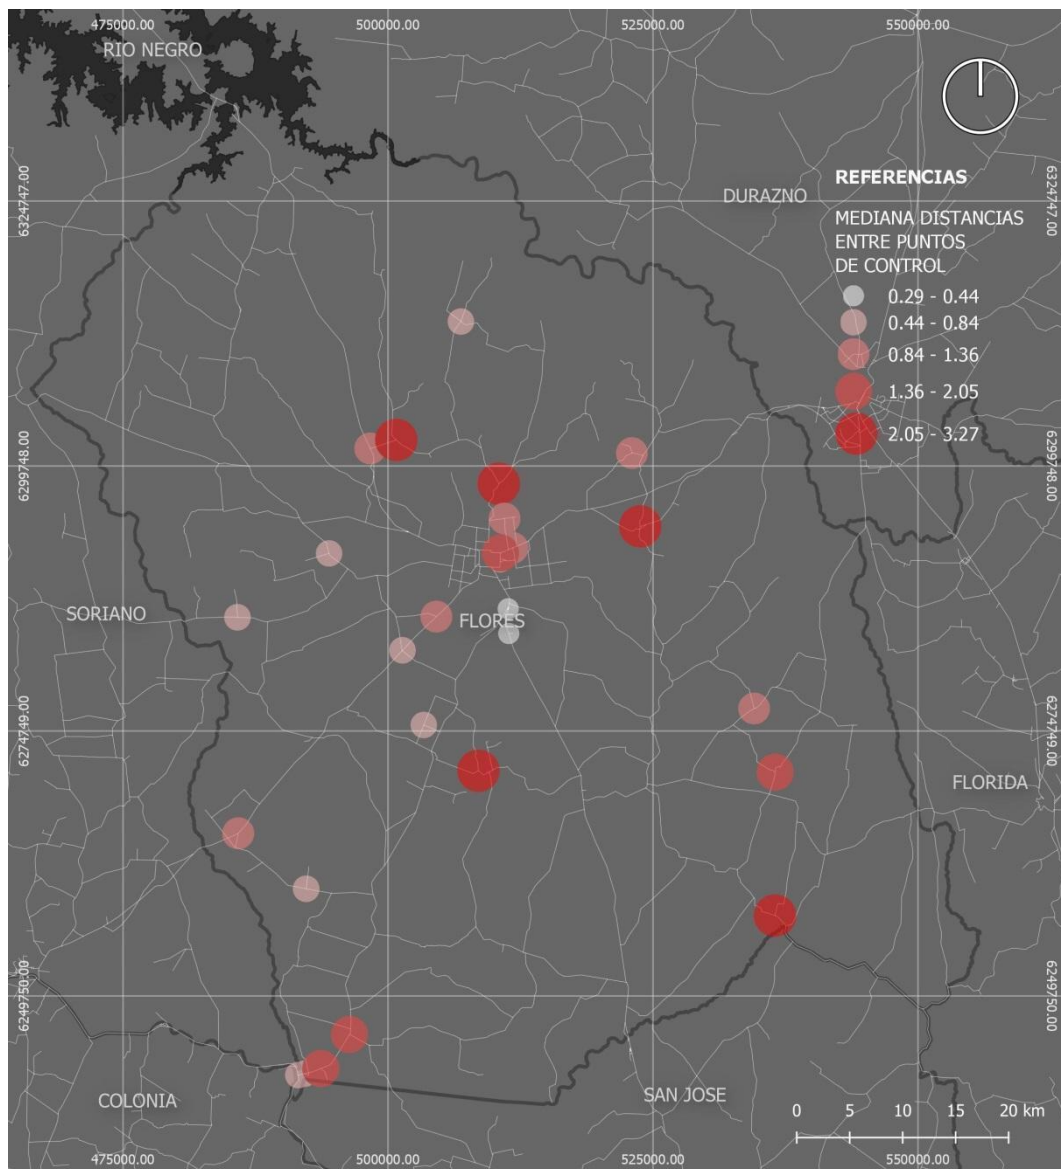 475000.00 500000.00 525000.00 550000.00
RIO NEGRO
DURAZNO
6324747.00 6324747.00
REFERENCIAS
MEDIANA DISTANCIAS
ENTRE PUNTOS
DE CONTROL
0.29 - 0.44
0.44 - 0.84
0.84 - 1.36
1.36 - 2.05
2.05 - 3.27
6299748.00 6299748.00
SORIANO
FLORES
6274749.00 6274749.00
FLORIDA
6249750.00 6249750.00
COLONIA
SAN JOSE
0 5 10 15 20 km
475000.00 500000.00 525000.00 550000.00